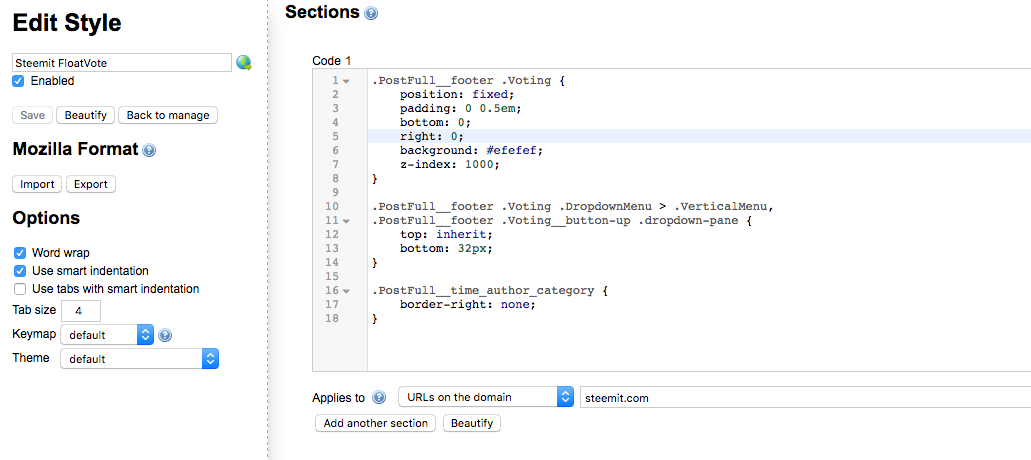 Edit Style
Steemit FloatVote
Enabled
Save Beautify Back to manage
Mozilla Format
Import Export
Options
Word wrap
Use smart indentation
Use tabs with smart indentation
Tab size 4
Keymap default
Theme default
Sections
Code 1
1 .PostFull__footer .Voting {
2 position: fixed;
3 padding: 0 0.5em;
4 bottom: 0;
5 right: 0;
6 background: #efefef;
7 z-index: 1000;
8 }
9
10 .PostFull__footer .Voting .DropdownMenu > .VerticalMenu,
11 .PostFull__footer .Voting__button-up .dropdown-pane {
12 top: inherit;
13 bottom: 32px;
14 }
15
16 .PostFull__time_author_category {
17 border-right: none;
18 }
Applies to URLs on the domain steemit.com
Add another section Beautify